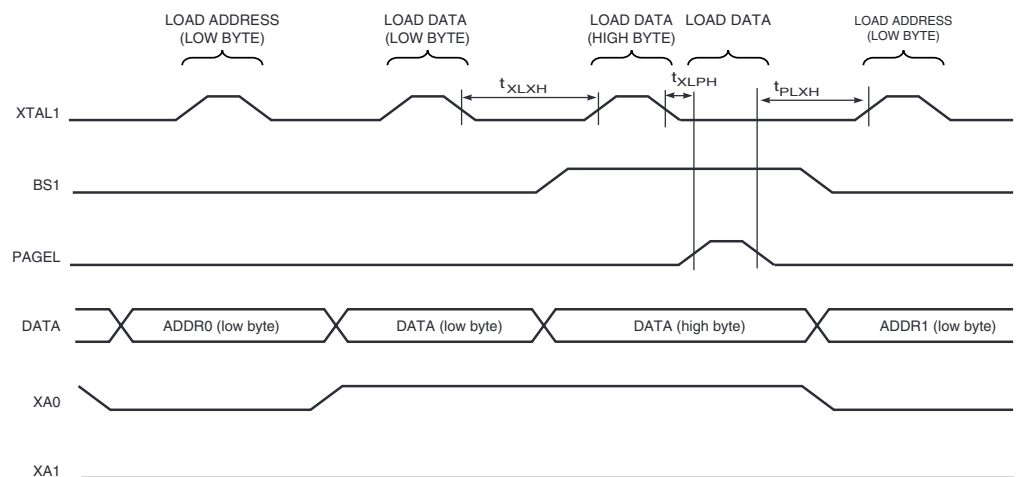 LOAD ADDRESS
(LOW BYTE)
LOAD DATA
(LOW BYTE)
LOAD DATA
(HIGH BYTE)
LOAD DATA
LOAD ADDRESS
(LOW BYTE)
tXLXH
tXLPH
tPLXH
XTAL1
BS1
PAGEL
DATA
ADDR0 (low byte)
DATA (low byte)
DATA (high byte)
ADDR1 (low byte)
XA0
XA1